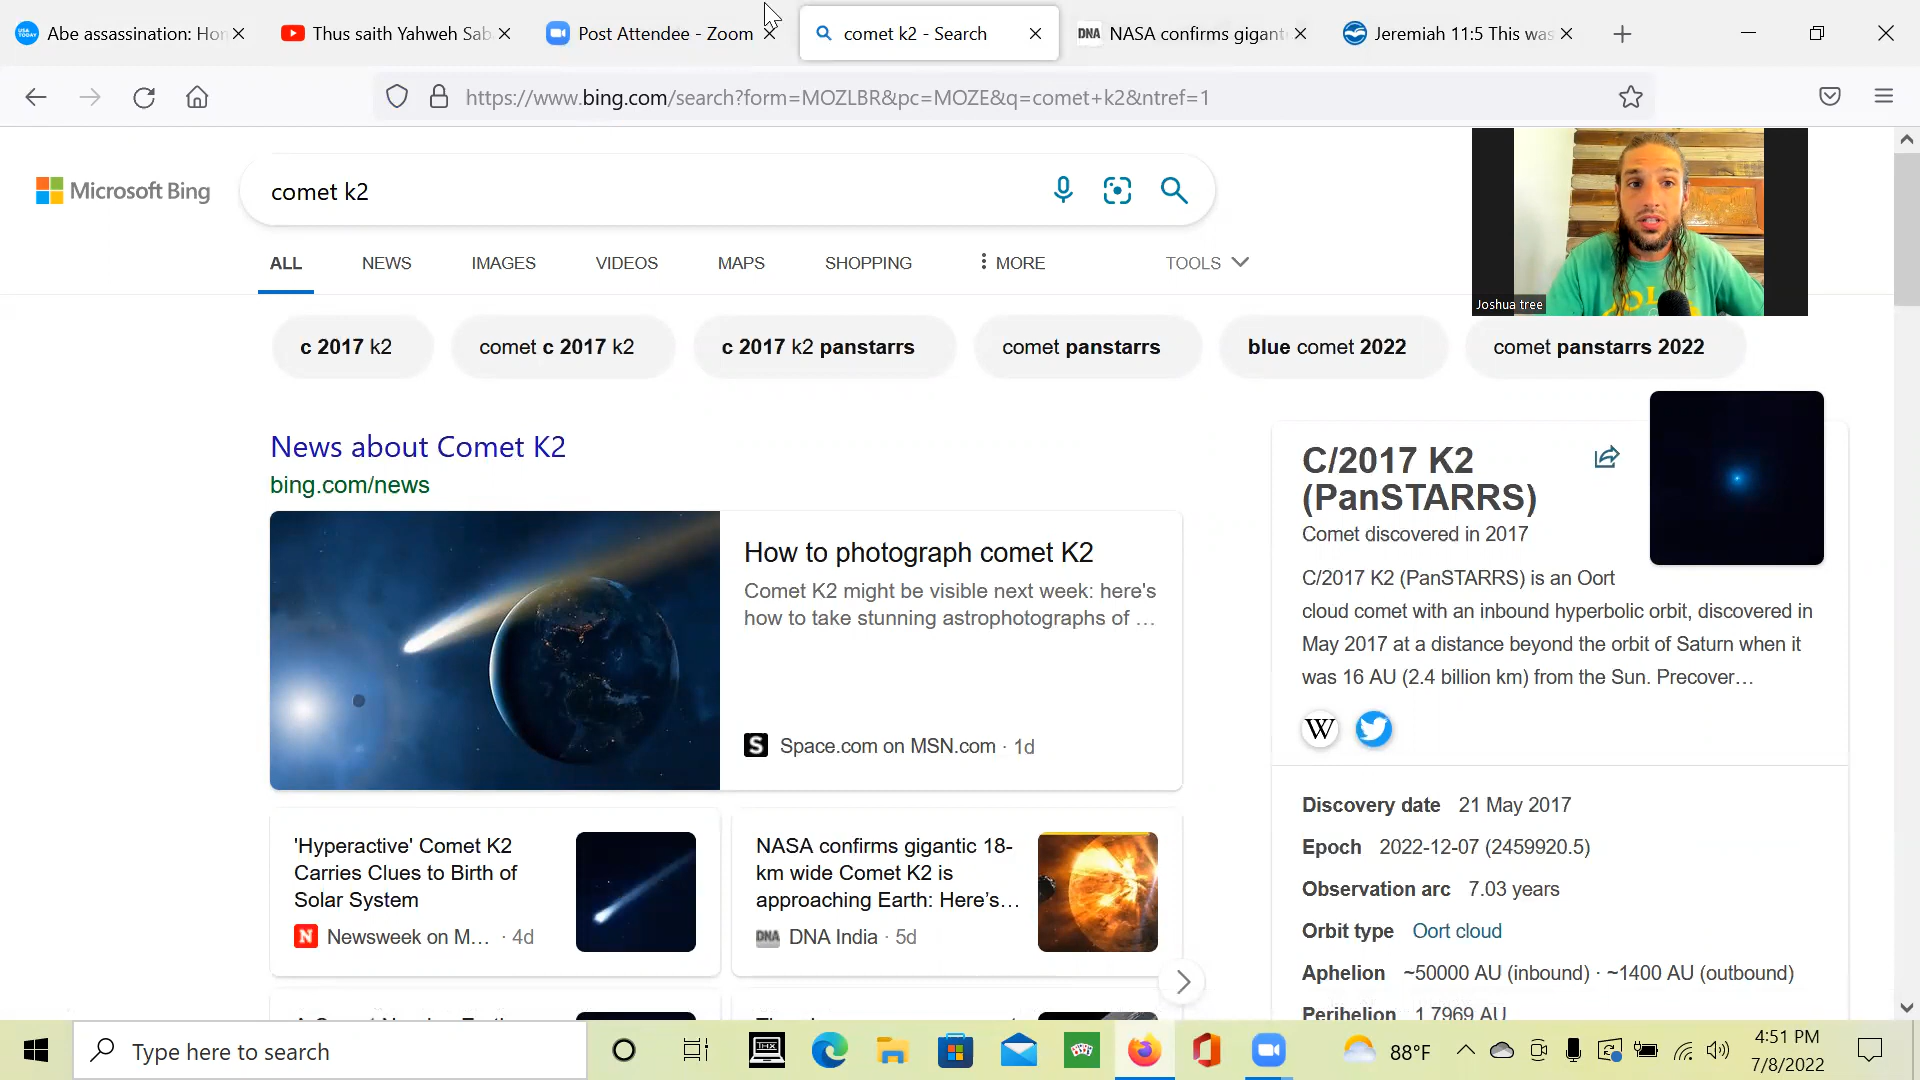 Abe assassination: Hon
Thus saith Yahweh Sab
Post Attendee - Zoom
comet k2 - Search
DNA NASA confirms gigant
Jeremiah 11:5 This was
https://www.bing.com/search?form=MOZLBR&pc=MOZE&q=comet+k2&ntref=1
Microsoft Bing
comet k2
ALL NEWS IMAGES VIDEOS MAPS SHOPPING MORE TOOLS
Joshua tree
c 2017 k2
comet c 2017 k2
c 2017 k2 panstarrs
comet panstarrs
blue comet 2022
comet panstarrs 2022
News about Comet K2
bing.com/news
How to photograph comet K2
Comet K2 might be visible next week: here's
how to take stunning astrophotographs of ...
S Space.com on MSN.com · 1d
'Hyperactive' Comet K2
Carries Clues to Birth of
Solar System
N Newsweek on M... · 4d
NASA confirms gigantic 18-
km wide Comet K2 is
approaching Earth: Here's...
DNA DNA India · 5d
C/2017 K2
(PanSTARRS)
Comet discovered in 2017
C/2017 K2 (PanSTARRS) is an Oort
cloud comet with an inbound hyperbolic orbit, discovered in
May 2017 at a distance beyond the orbit of Saturn when it
was 16 AU (2.4 billion km) from the Sun. Precover...
W
Discovery date 21 May 2017
Epoch 2022-12-07 (2459920.5)
Observation arc 7.03 years
Orbit type Oort cloud
Aphelion ~50000 AU (inbound) · ~1400 AU (outbound)
Perihelion 1.7969 AU
Type here to search
THX
88°F
4:51 PM
7/8/2022